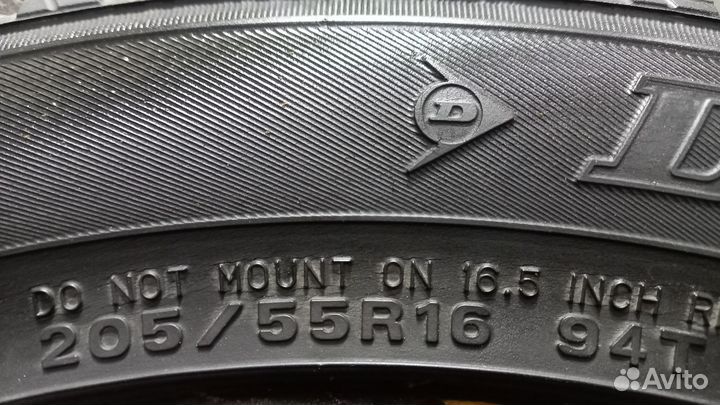 D
D
DO NOT MOUNT ON 16.5 INCH
205/55R16 94T
Avito